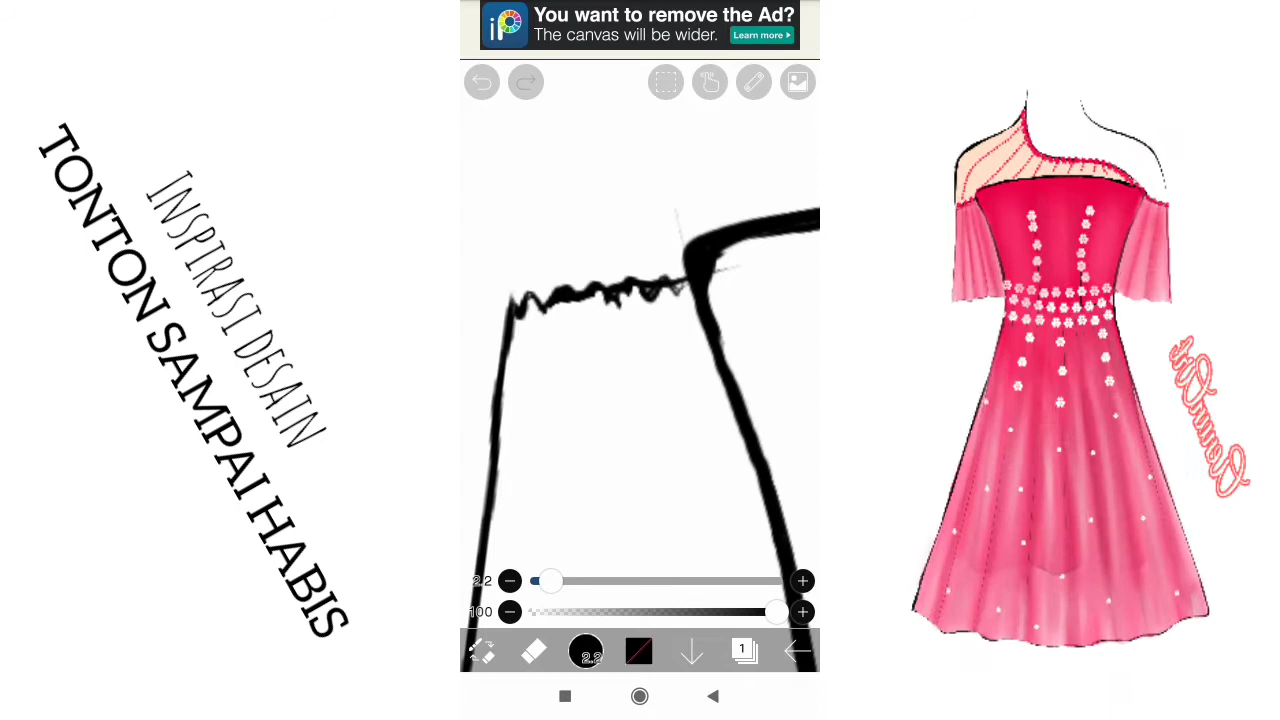 INSPIRASI DESAIN
TONTON SAMPAI HABIS
iP
You want to remove the Ad?
The canvas will be wider.
Learn more
2.2
100
2.2
1